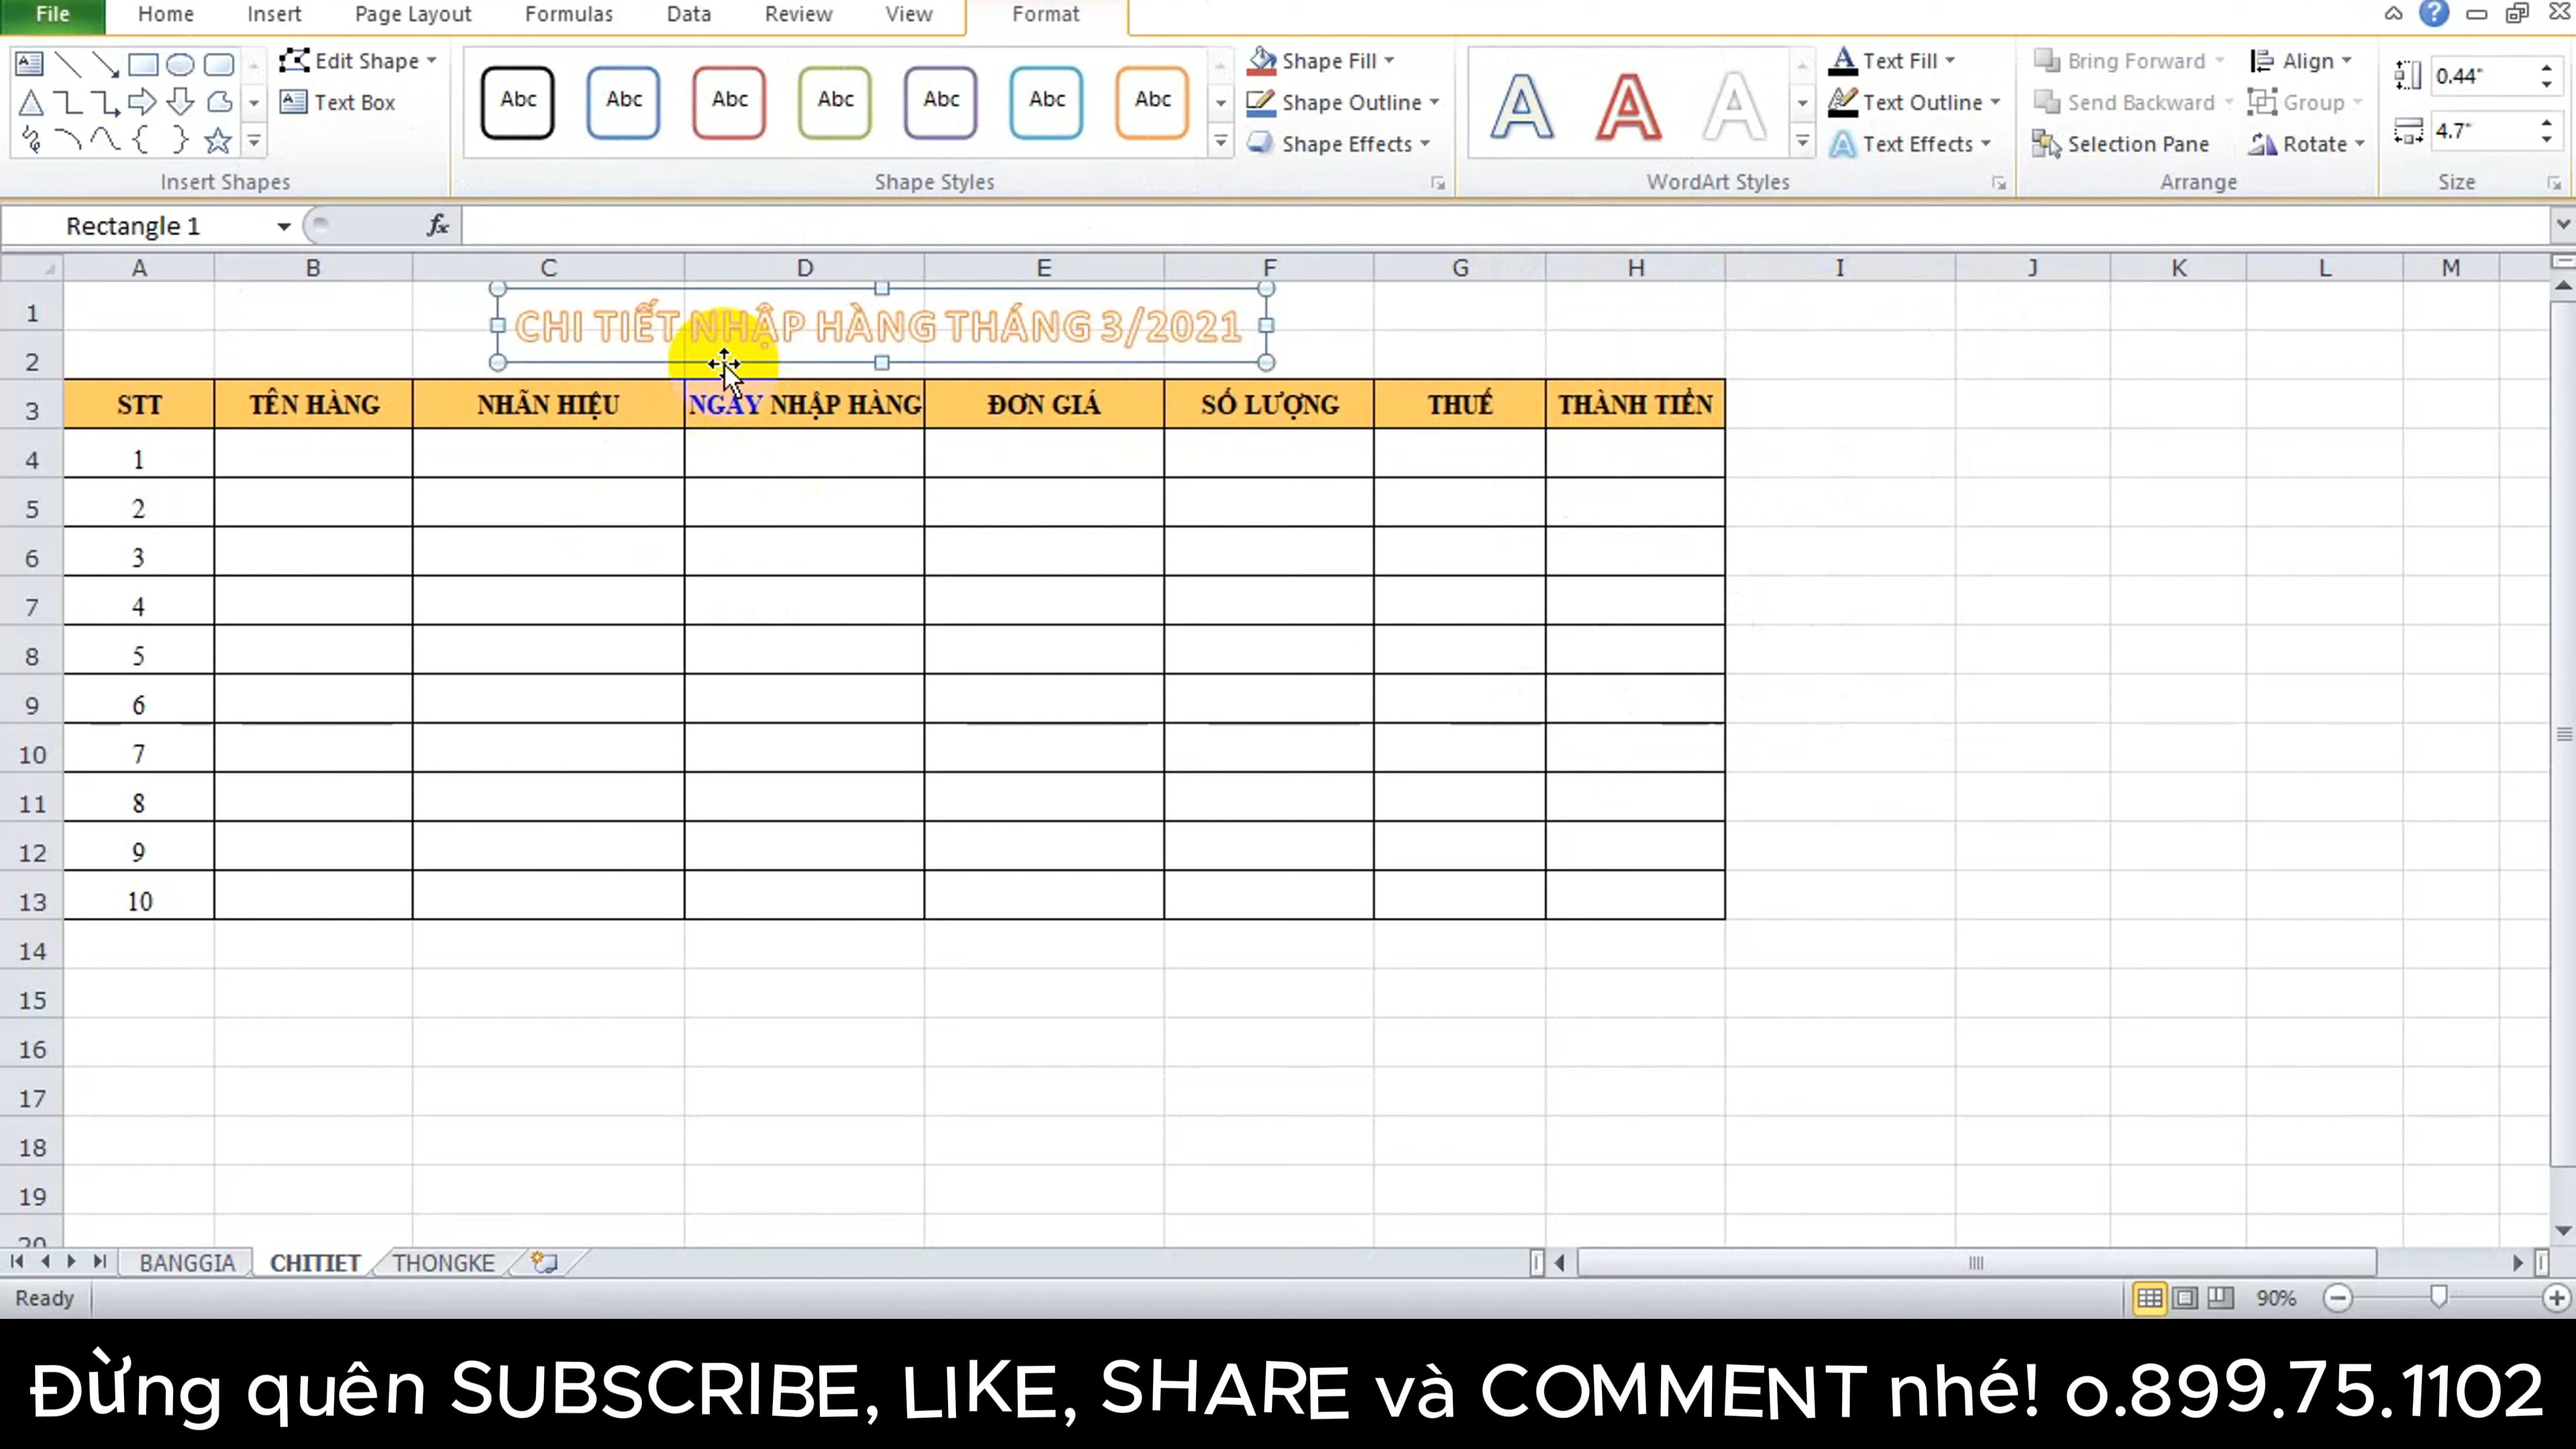 File Home Insert Page Layout Formulas Data Review View Format
Edit Shape
Text Box
Abc Abc Abc Abc Abc Abc Abc
Shape Fill
Shape Outline
Shape Effects
A A A
Text Fill
Text Outline
Text Effects
Bring Forward
Send Backward
Selection Pane
Align
Group
Rotate
0.44"
4.7"
Insert Shapes Shape Styles WordArt Styles Arrange Size
Rectangle 1 fx
A B C D E F G H I J K L M
1 CHI TIẾT NHẬP HÀNG THÁNG 3/2021
2
3 STT TÊN HÀNG NHÃN HIỆU NGÀY NHẬP HÀNG ĐƠN GIÁ SỐ LƯỢNG THUẾ THÀNH TIỀN
4 1
5 2
6 3
7 4
8 5
9 6
10 7
11 8
12 9
13 10
14
15
16
17
18
19
20
BANGGIA CHITIET THONGKE
Ready 90%
Đừng quên SUBSCRIBE, LIKE, SHARE và COMMENT nhé! 0.899.75.1102